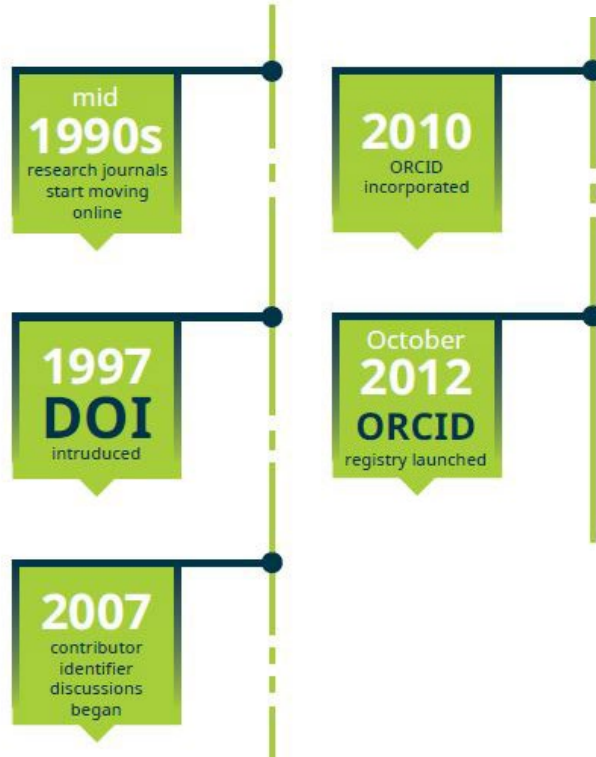 mid
1990s
research journals
start moving
online
1997
DOI
intruduced
2007
contributor
identifier
discussions
began
2010
ORCID
incorporated
October
2012
ORCID
registry launched